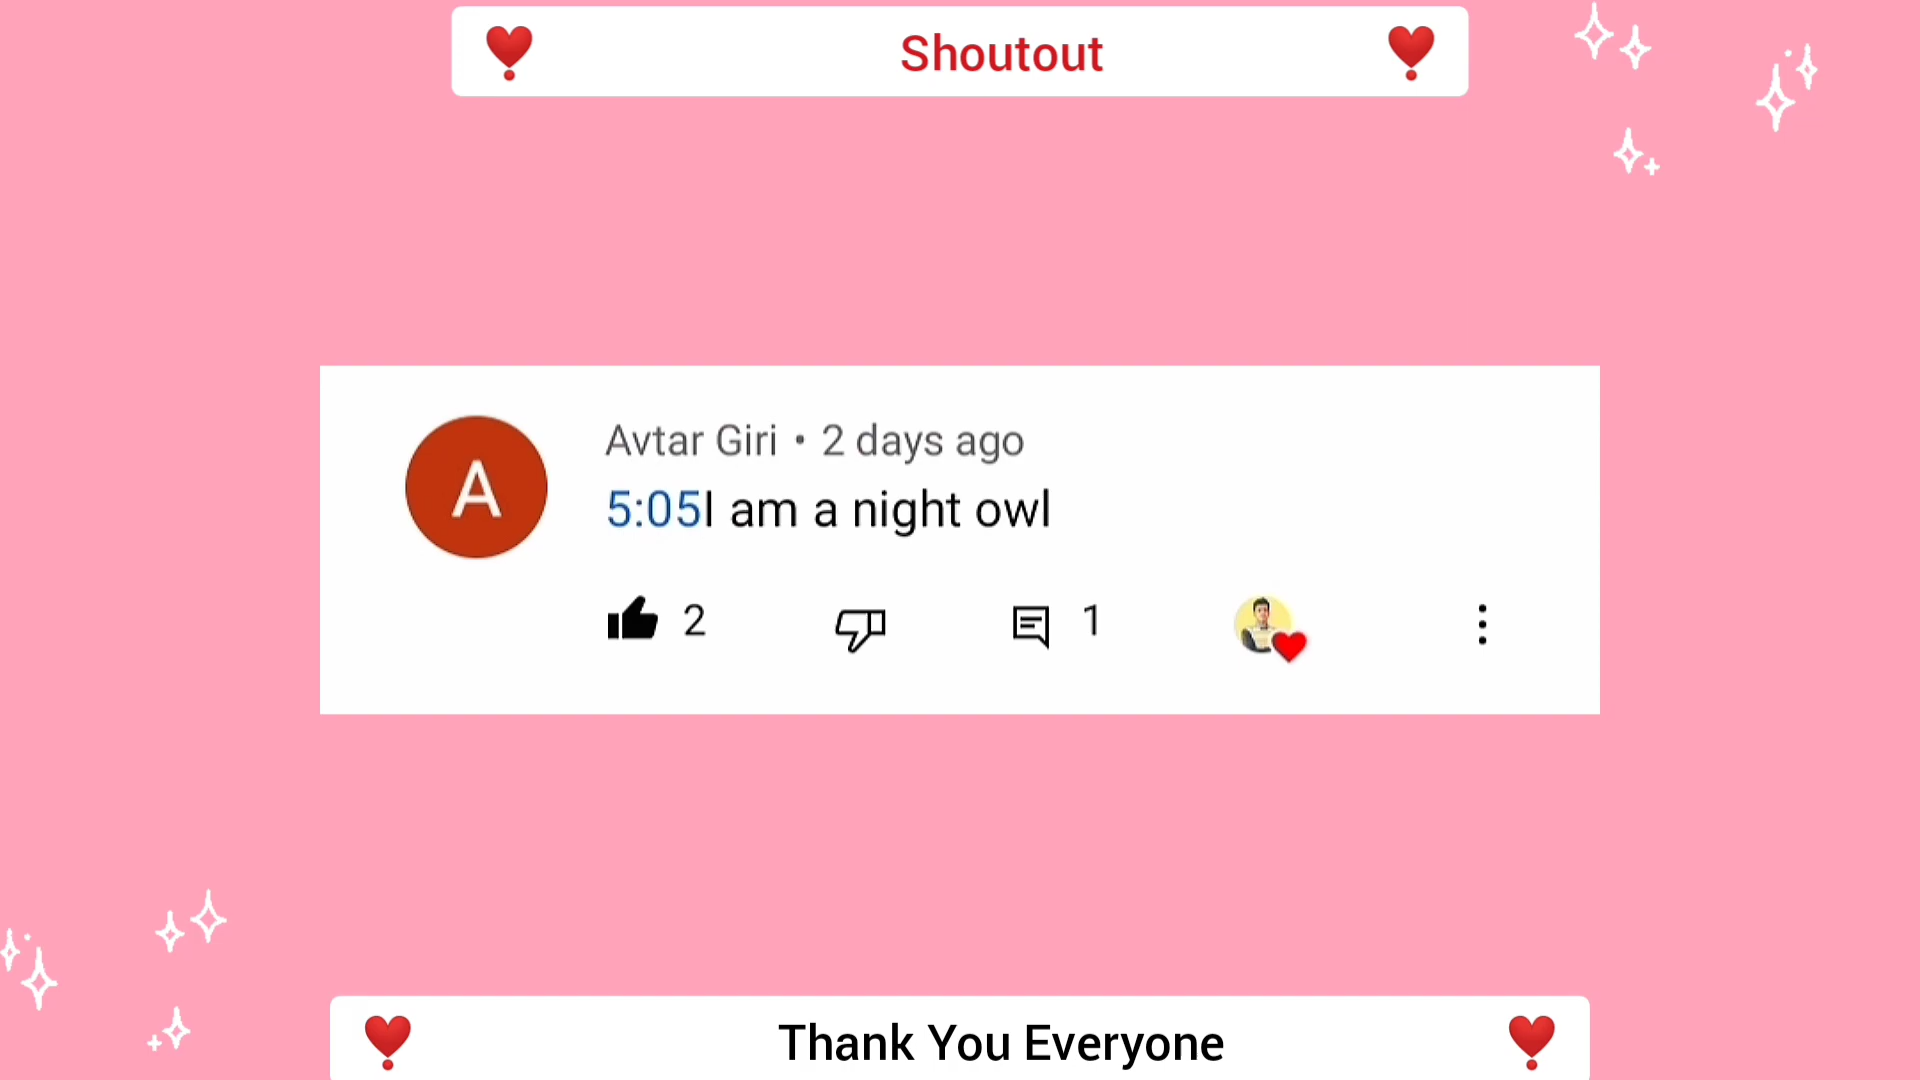 ❣️ Shoutout ❣️
A
Avtar Giri • 2 days ago
5:05I am a night owl
2 1
❣️ Thank You Everyone ❣️